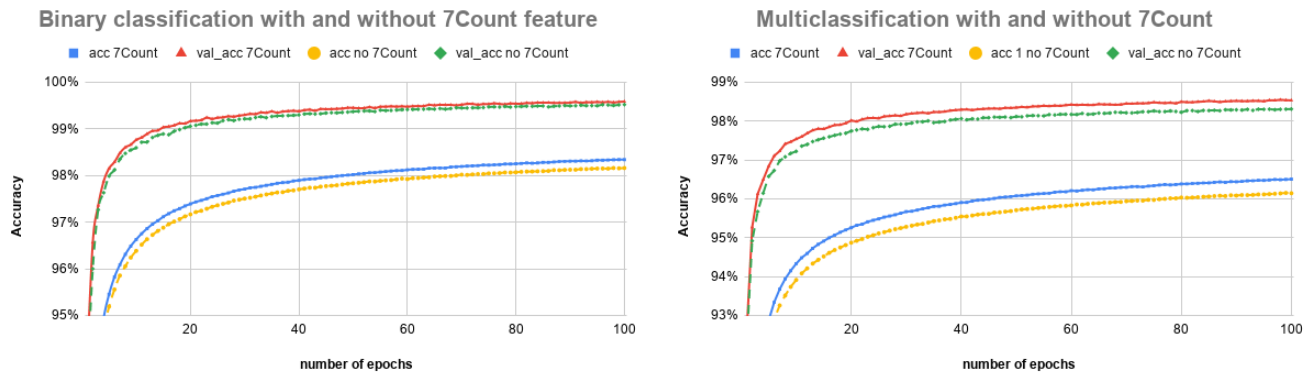 Binary classification with and without 7Count feature
acc 7Count val_acc 7Count acc no 7Count val_acc no 7Count
100%
99%
98%
97%
96%
95%
Accuracy
20 40 60 80 100
number of epochs
Multiclassification with and without 7Count
acc 7Count val_acc 7Count acc 1 no 7Count val_acc no 7Count
99%
98%
97%
96%
95%
94%
93%
Accuracy
20 40 60 80 100
number of epochs